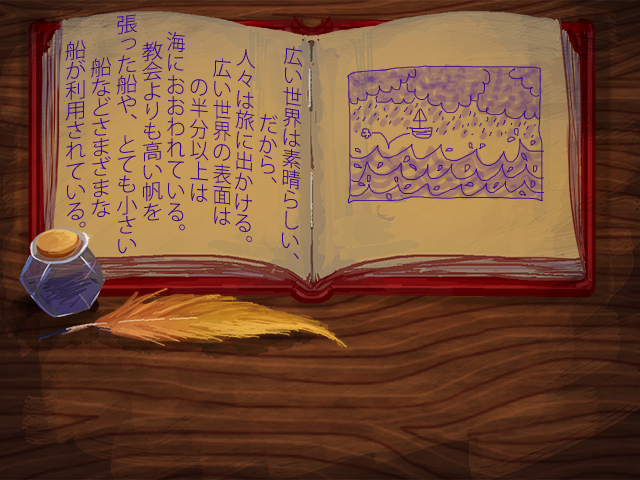 広い世界は素晴らしい、
だから、
人々は旅に出かける。
広い世界の表面は
の半分以上は
海におおわれている。
教会よりも高い帆を
張った船や、とても小さい
船などさまざまな
船が利用されている。